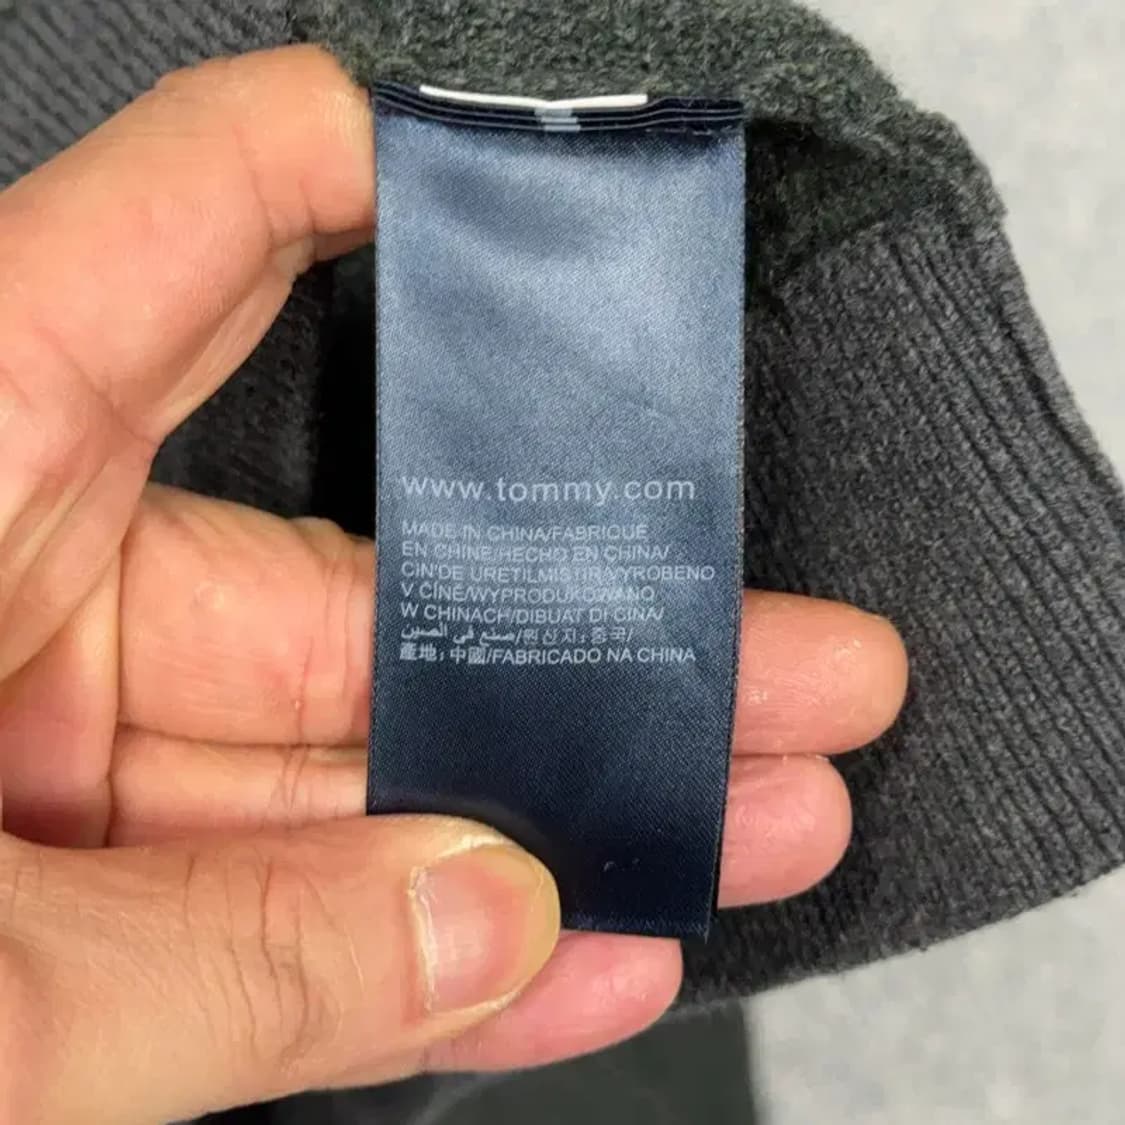 www.tommy.com
MADE IN CHINA/FABRIQUE
EN CHINE/HECHO EN CHINA/
CIN'DE URETILMISTIR/VYROBENO
V CINE/WYPRODUKOWANO
W CHINACH/DIBUAT DI CINA/
صنع في الصين/원산지: 중국/
產地: 中國/FABRICADO NA CHINA